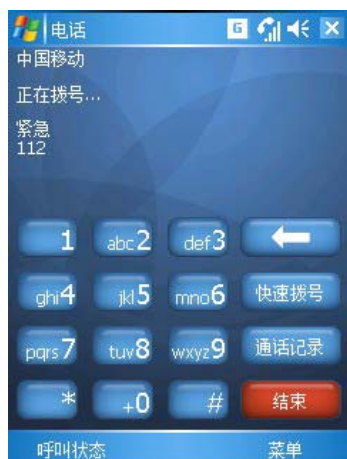 电话 G
中国移动
正在拨号...
紧急
112
1 abc2 def3
ghi4 jkl5 mno6 快速拨号
pqrs7 tuv8 wxyz9 通话记录
* +0 # 结束
呼叫状态 菜单